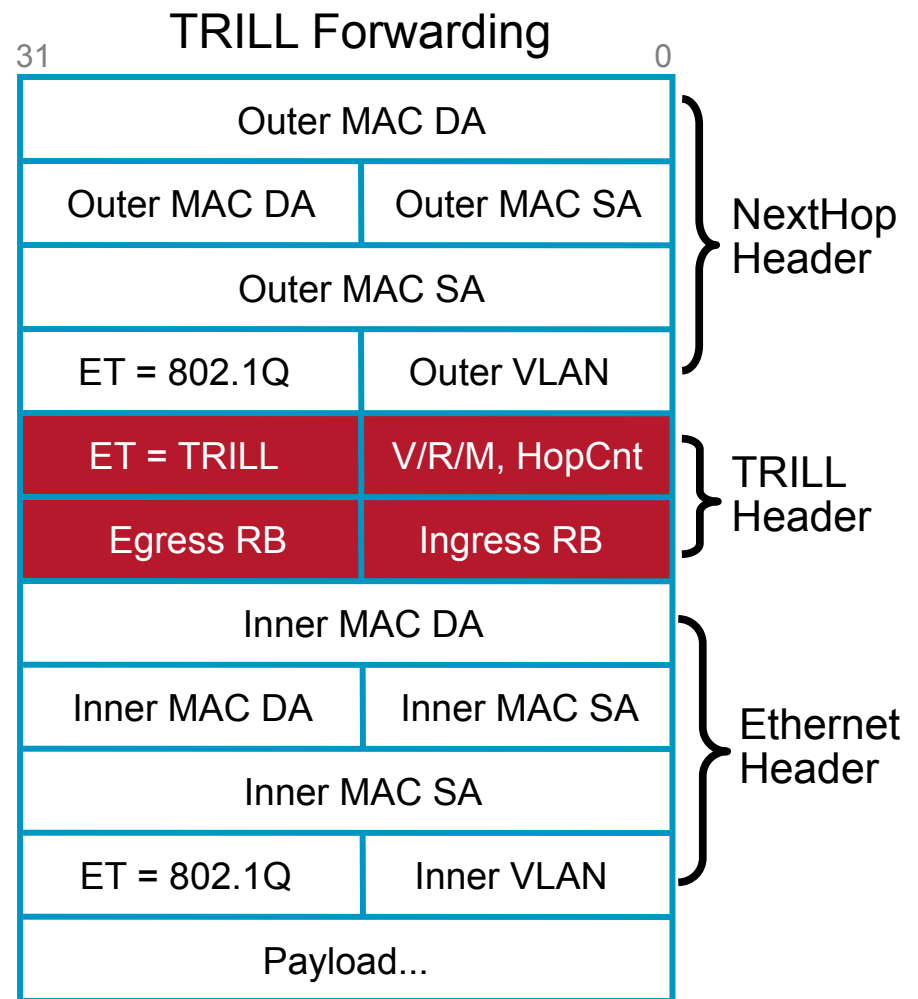 TRILL Forwarding
31 0
Outer MAC DA
Outer MAC DA Outer MAC SA
Outer MAC SA
ET = 802.1Q Outer VLAN
NextHop
Header
ET = TRILL V/R/M, HopCnt
Egress RB Ingress RB
TRILL
Header
Inner MAC DA
Inner MAC DA Inner MAC SA
Inner MAC SA
ET = 802.1Q Inner VLAN
Ethernet
Header
Payload...